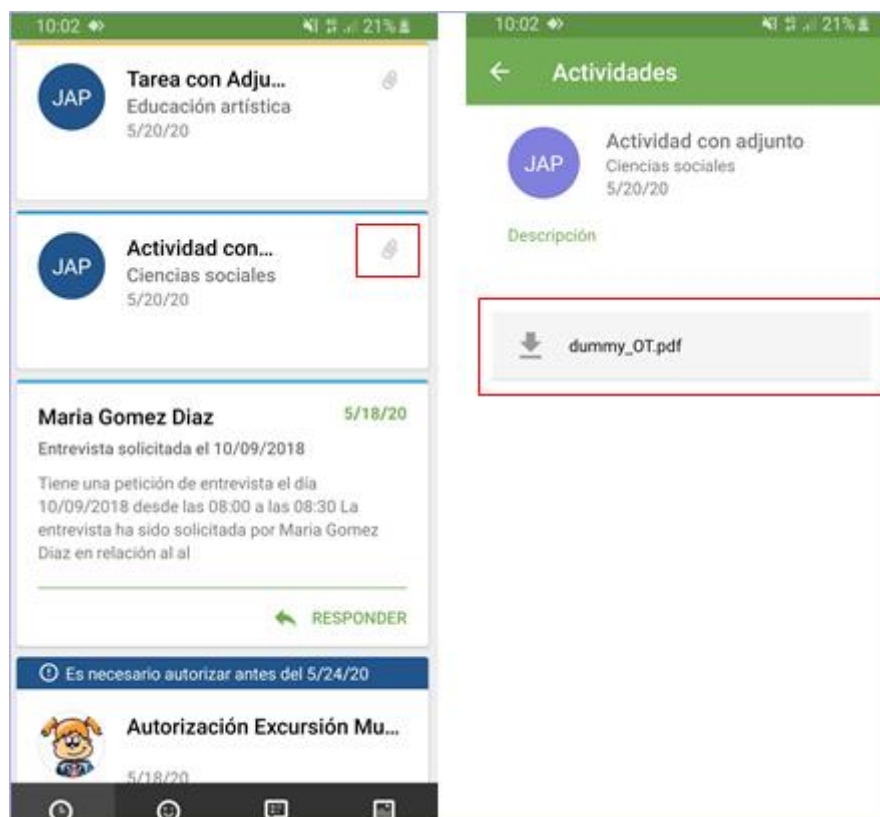 10:02
21%
JAP
Tarea con Adju...
Educación artística
5/20/20
JAP
Actividad con...
Ciencias sociales
5/20/20
Maria Gomez Diaz
5/18/20
Entrevista solicitada el 10/09/2018
Tiene una petición de entrevista el día
10/09/2018 desde las 08:00 a las 08:30 La
entrevista ha sido solicitada por Maria Gomez
Diaz en relación al al
RESPONDER
Es necesario autorizar antes del 5/24/20
Autorización Excursión Mu...
5/18/20
10:02
21%
Actividades
JAP
Actividad con adjunto
Ciencias sociales
5/20/20
Descripción
dummy_OT.pdf